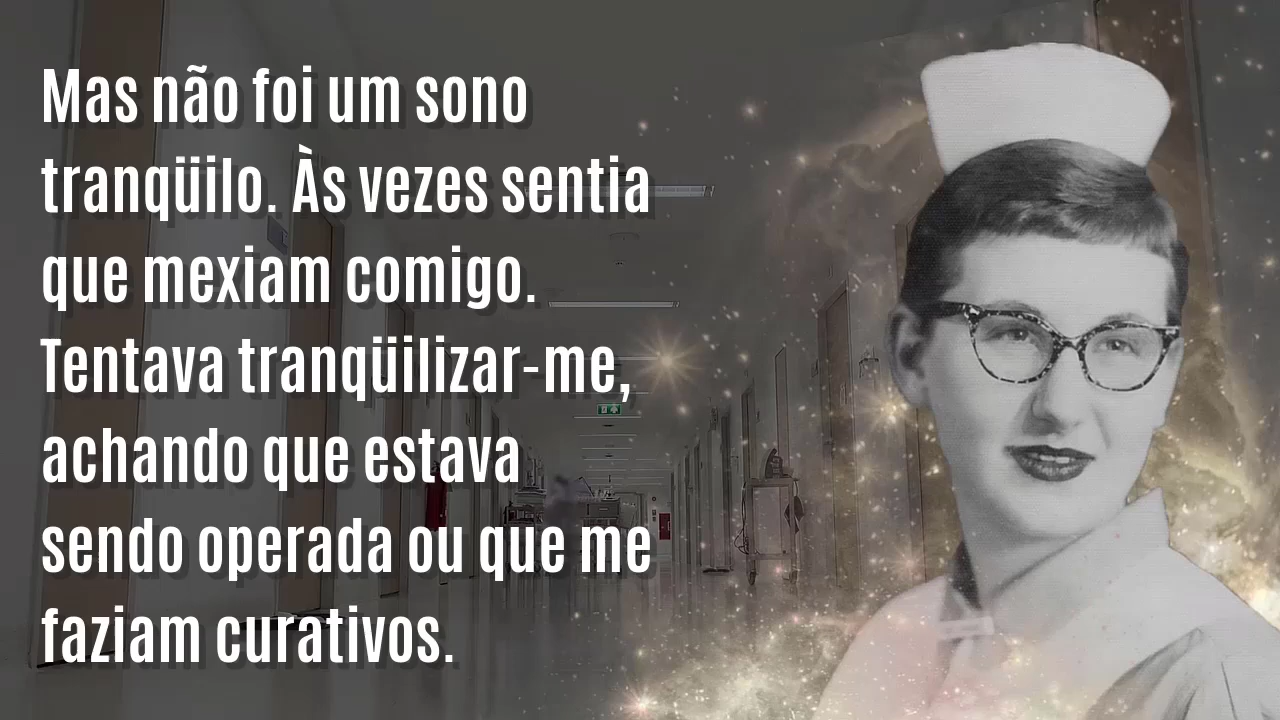 Mas não foi um sono
tranqüilo. Às vezes sentia
que mexiam comigo.
Tentava tranqüilizar-me,
achando que estava
sendo operada ou que me
faziam curativos.